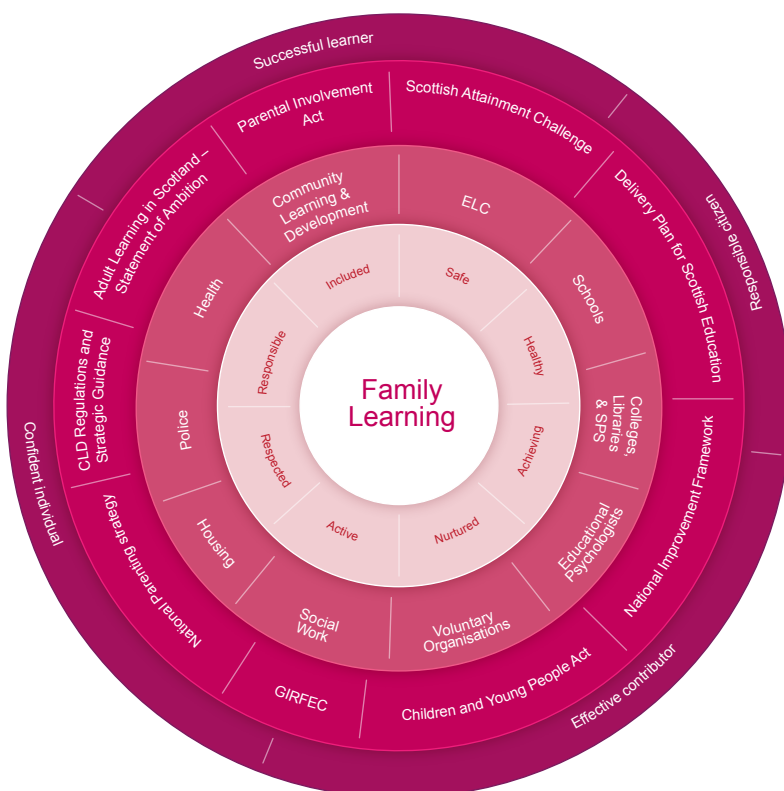 Family
Learning
Safe
Healthy
Achieving
Nurtured
Active
Respected
Responsible
Included
ELC
Schools
Colleges,
Libraries
& SPS
Educational
Psychologists
Voluntary
Organisations
Social
Work
Housing
Police
Health
Community
Learning &
Development
Scottish Attainment Challenge
Delivery Plan for Scottish Education
National Improvement Framework
Children and Young People Act
GIRFEC
National Parenting strategy
CLD Regulations and
Strategic Guidance
Adult Learning in Scotland –
Statement of Ambition
Parental Involvement
Act
Successful learner
Responsible citizen
Effective contributor
Confident individual